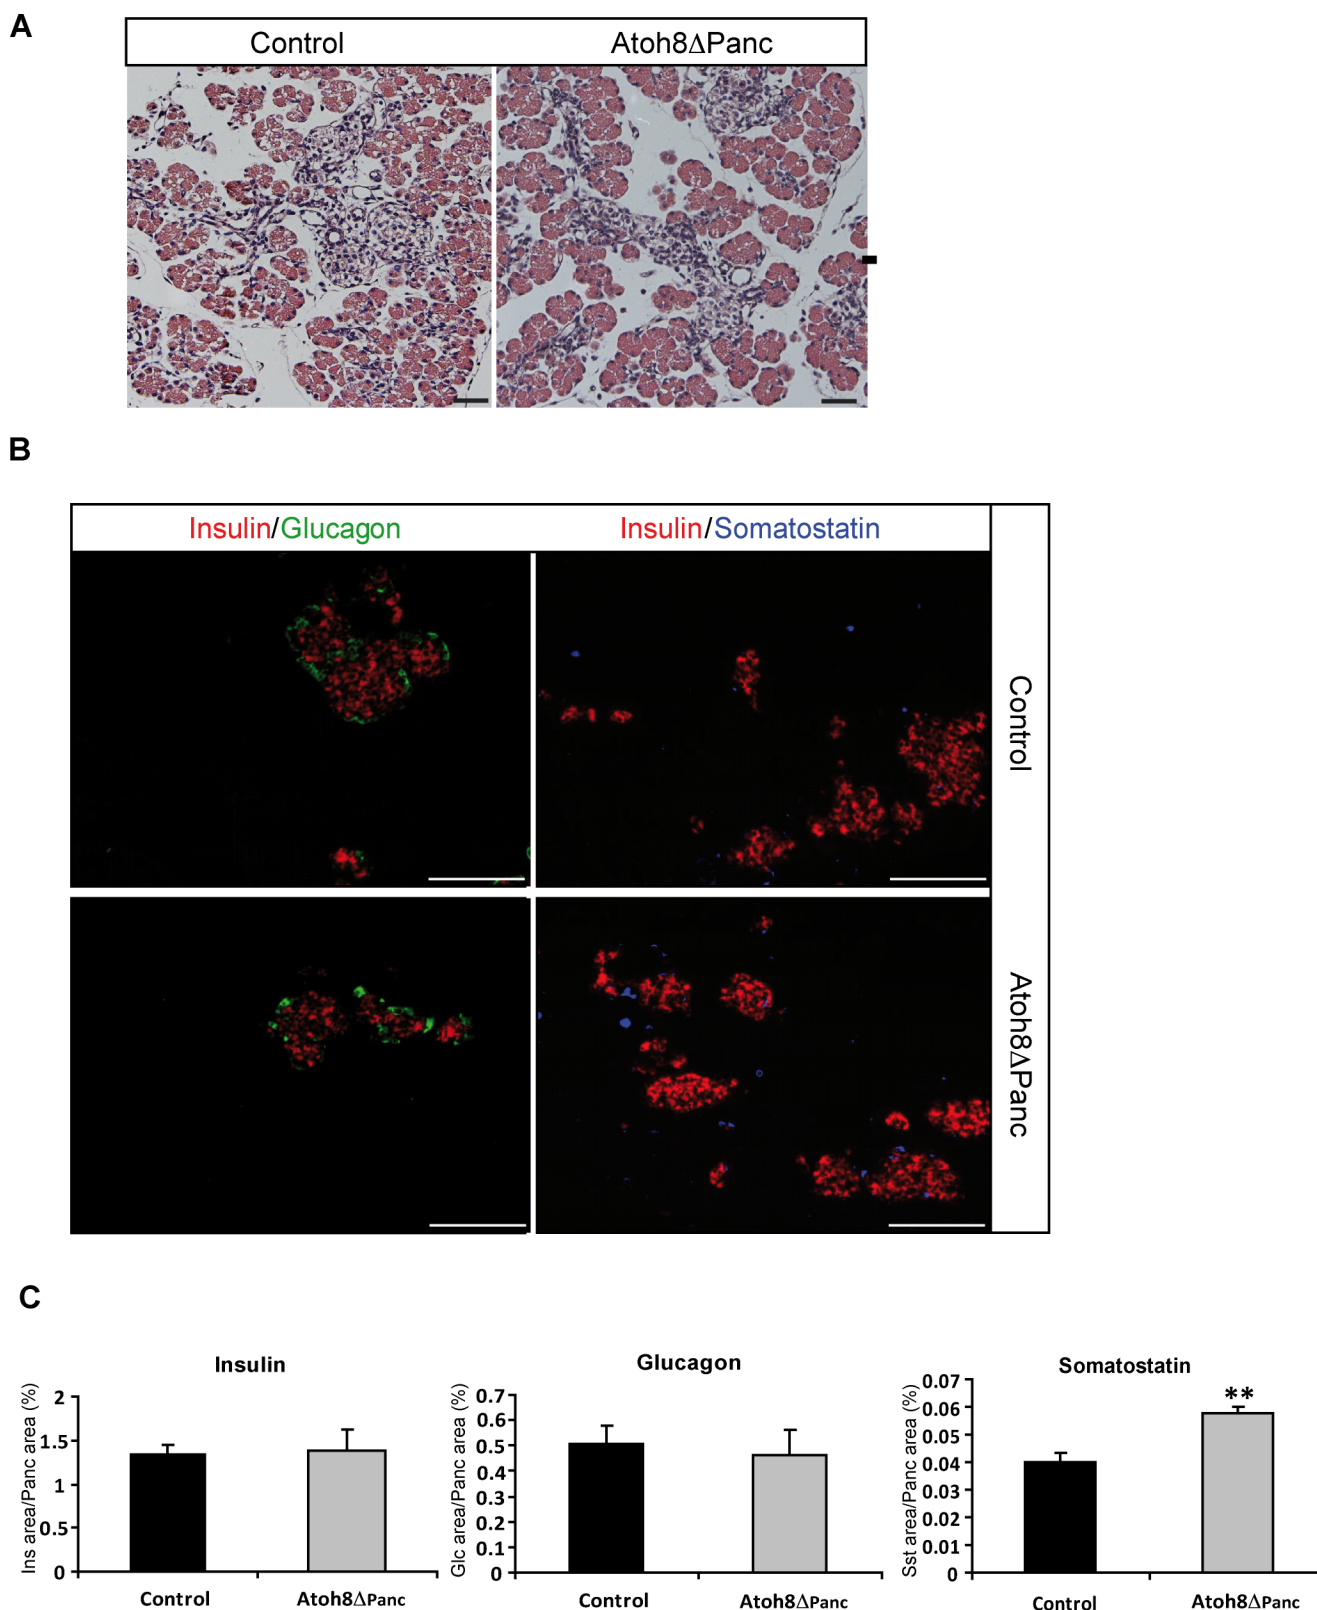 A
Control Atoh8ΔPanc
B
Insulin/Glucagon Insulin/Somatostatin
Control
Atoh8ΔPanc
C
Insulin
Ins area/Panc area (%)
2
1.5
1
0.5
0
Control Atoh8ΔPanc
Glucagon
Glc area/Panc area (%)
0.7
0.6
0.5
0.4
0.3
0.2
0.1
0
Control Atoh8ΔPanc
Somatostatin
Sst area/Panc area (%)
0.07
0.06
0.05
0.04
0.03
0.02
0.01
0
**
Control Atoh8ΔPanc